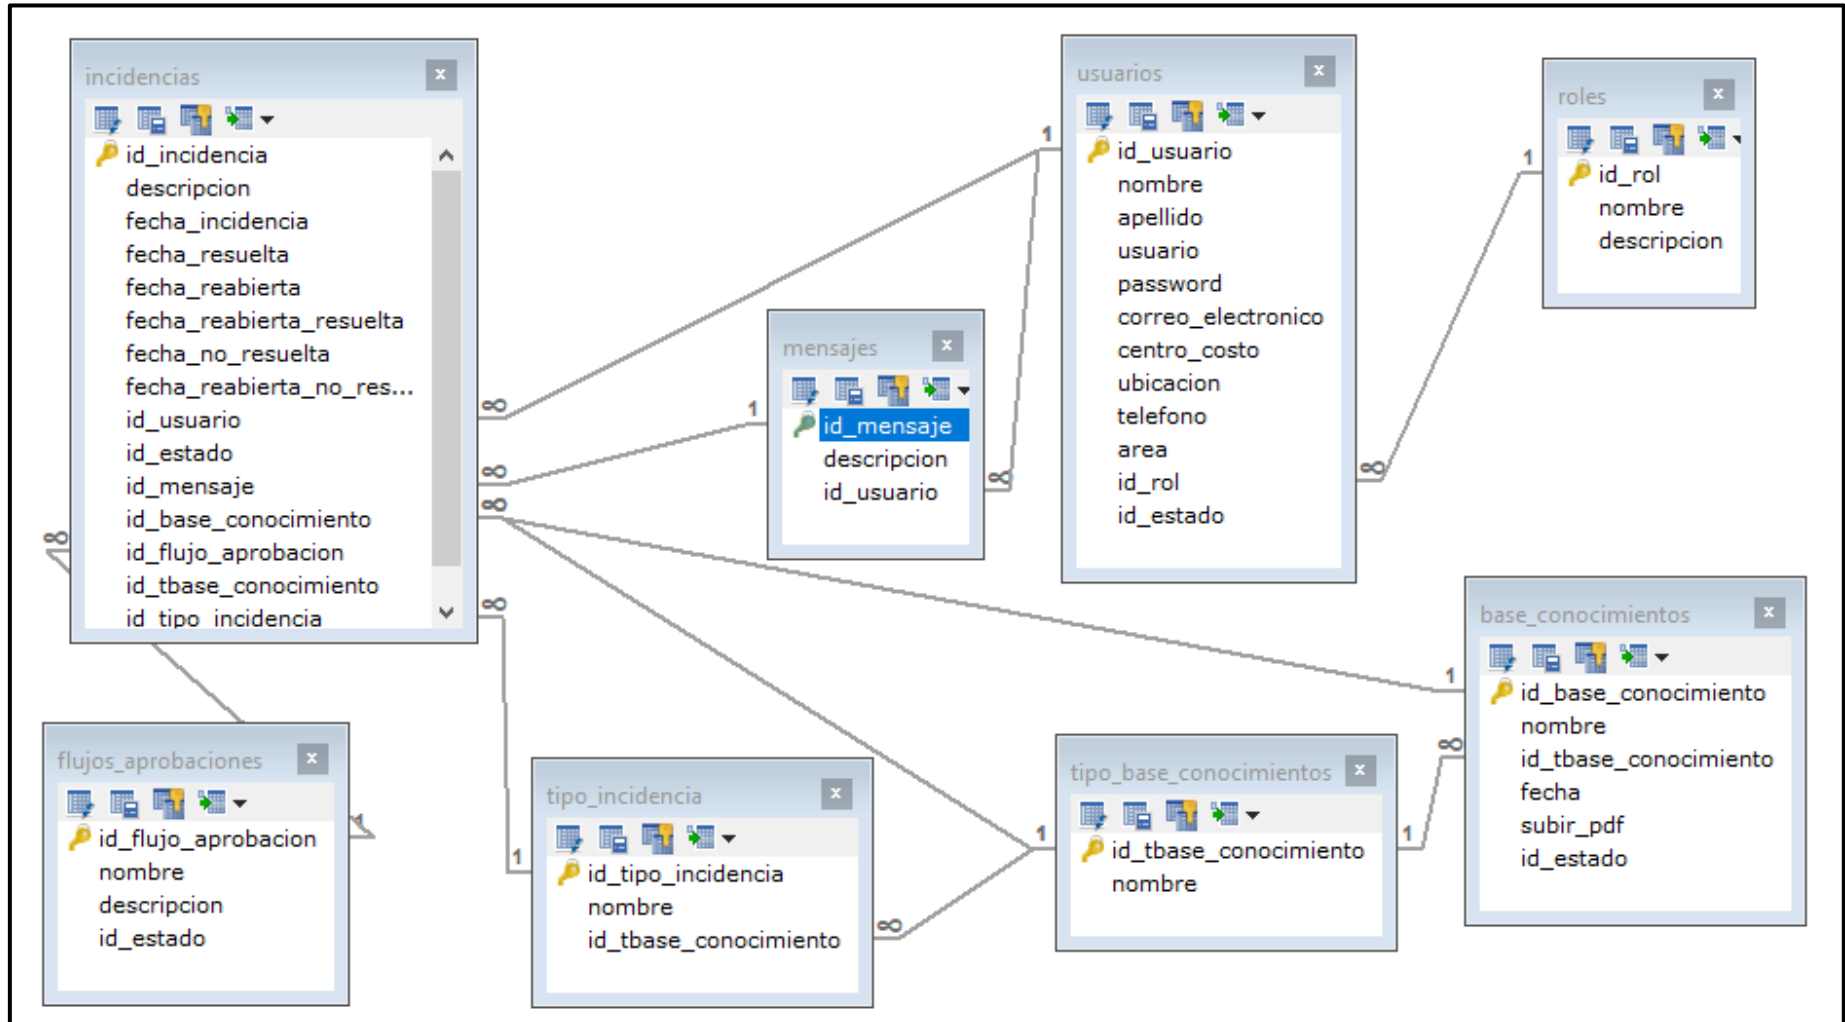 incidencias
id_incidencia
descripcion
fecha_incidencia
fecha_resuelta
fecha_reabierta
fecha_reabierta_resuelta
fecha_no_resuelta
fecha_reabierta_no_res...
id_usuario
id_estado
id_mensaje
id_base_conocimiento
id_flujo_aprobacion
id_tbase_conocimiento
id_tipo_incidencia
∞
∞
∞
∞
∞
mensajes
id_mensaje
descripcion
id_usuario
1
∞
usuarios
id_usuario
nombre
apellido
usuario
password
correo_electronico
centro_costo
ubicacion
telefono
area
id_rol
id_estado
1
∞
roles
id_rol
nombre
descripcion
1
flujos_aprobaciones
id_flujo_aprobacion
nombre
descripcion
id_estado
1
tipo_incidencia
id_tipo_incidencia
nombre
id_tbase_conocimiento
1
∞
tipo_base_conocimientos
id_tbase_conocimiento
nombre
1
1
base_conocimientos
id_base_conocimiento
nombre
id_tbase_conocimiento
fecha
subir_pdf
id_estado
1
∞